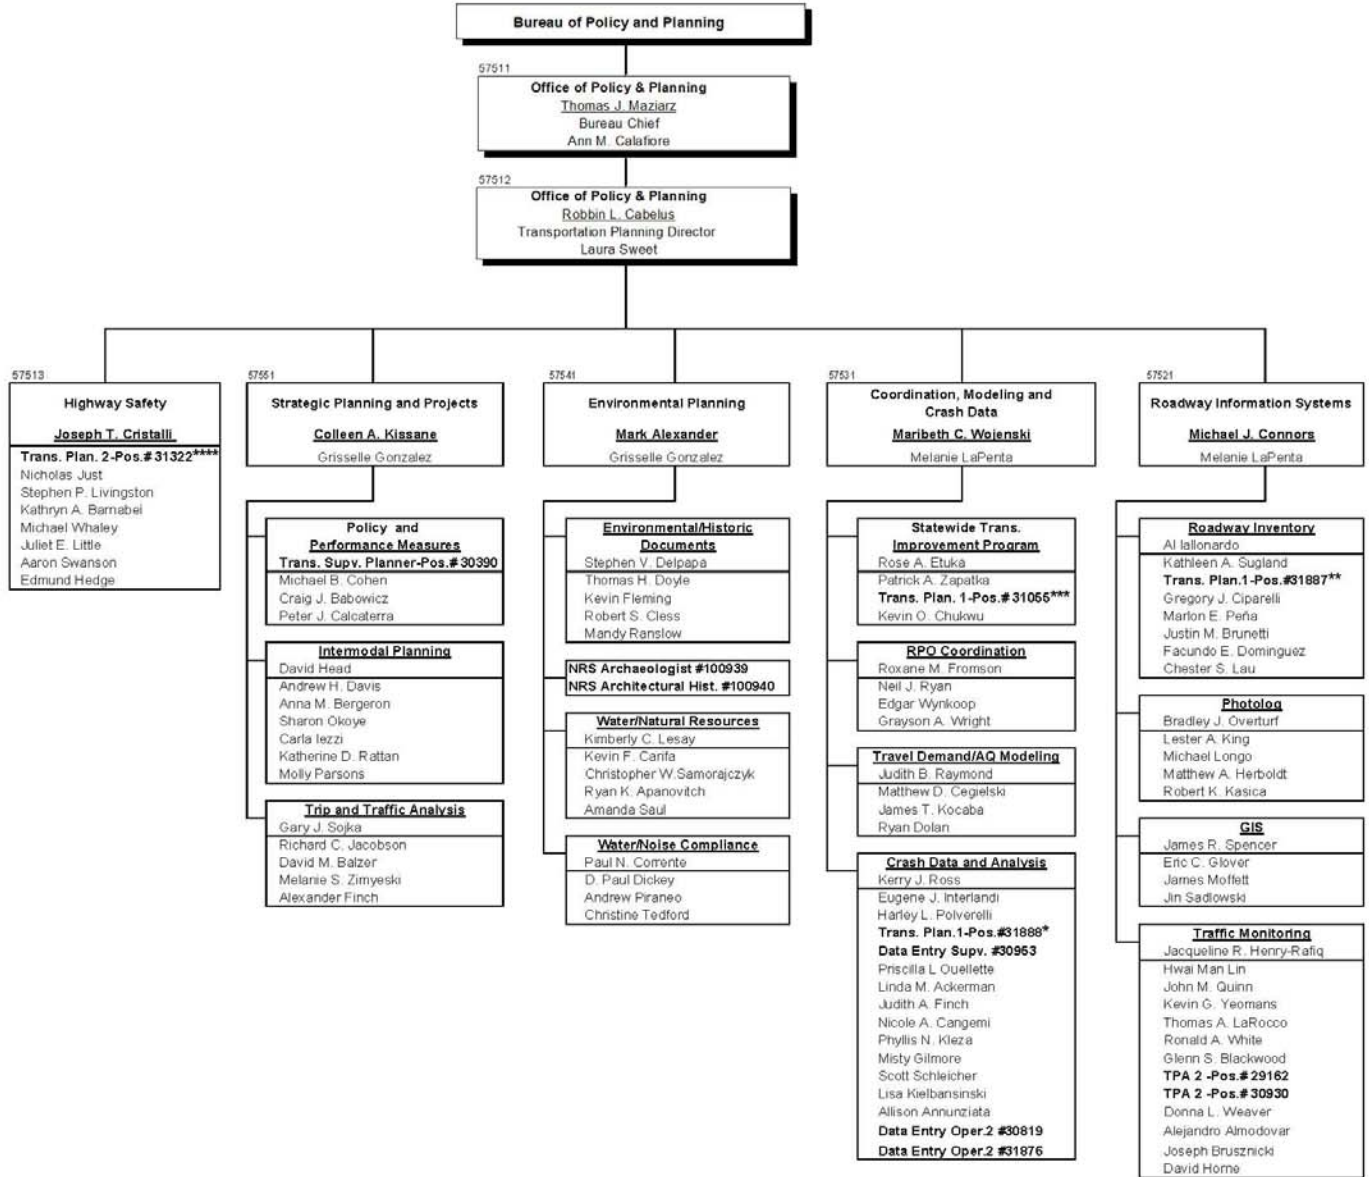 Bureau of Policy and Planning
57511
Office of Policy & Planning
Thomas J. Maziarz
Bureau Chief
Ann M. Calafiore
57512
Office of Policy & Planning
Robbin L. Cabelus
Transportation Planning Director
Laura Sweet
57513
Highway Safety
Joseph T. Cristalli
Trans. Plan. 2-Pos.# 31322****
Nicholas Just
Stephen P. Livingston
Kathryn A. Barnabei
Michael Whaley
Juliet E. Little
Aaron Swanson
Edmund Hedge
57551
Strategic Planning and Projects
Colleen A. Kissane
Grisselle Gonzalez
Policy and
Performance Measures
Trans. Supv. Planner-Pos.# 30390
Michael B. Cohen
Craig J. Babowicz
Peter J. Calcaterra
Intermodal Planning
David Head
Andrew H. Davis
Anna M. Bergeron
Sharon Okoye
Carla Iezzi
Katherine D. Rattan
Molly Parsons
Trip and Traffic Analysis
Gary J. Sojka
Richard C. Jacobson
David M. Balzer
Melanie S. Zimyeski
Alexander Finch
57541
Environmental Planning
Mark Alexander
Grisselle Gonzalez
Environmental/Historic
Documents
Stephen V. Delpapa
Thomas H. Doyle
Kevin Fleming
Robert S. Cless
Mandy Ranslow
NRS Archaeologist #100939
NRS Architectural Hist. #100940
Water/Natural Resources
Kimberly C. Lesay
Kevin F. Carifa
Christopher W.Samorajczyk
Ryan K. Apanovitch
Amanda Saul
Water/Noise Compliance
Paul N. Corrente
D. Paul Dickey
Andrew Piraneo
Christine Tedford
57531
Coordination, Modeling and
Crash Data
Maribeth C. Wojenski
Melanie LaPenta
Statewide Trans.
Improvement Program
Rose A. Etuka
Patrick A. Zapatka
Trans. Plan. 1-Pos.# 31055***
Kevin O. Chukwu
RPO Coordination
Roxane M. Fromson
Neil J. Ryan
Edgar Wynkoop
Grayson A. Wright
Travel Demand/AQ Modeling
Judith B. Raymond
Matthew D. Cegielski
James T. Kocaba
Ryan Dolan
Crash Data and Analysis
Kerry J. Ross
Eugene J. Interlandi
Harley L. Polverelli
Trans. Plan.1-Pos.#31888*
Data Entry Supv. #30953
Priscilla L Ouellette
Linda M. Ackerman
Judith A. Finch
Nicole A. Cangemi
Phyllis N. Kleza
Misty Gilmore
Scott Schleicher
Lisa Kielbansinski
Allison Annunziata
Data Entry Oper.2 #30819
Data Entry Oper.2 #31876
57521
Roadway Information Systems
Michael J. Connors
Melanie LaPenta
Roadway Inventory
Al Iallonardo
Kathleen A. Sugland
Trans. Plan.1-Pos.#31887**
Gregory J. Ciparelli
Marlon E. Peña
Justin M. Brunetti
Facundo E. Dominguez
Chester S. Lau
Photolog
Bradley J. Overturf
Lester A. King
Michael Longo
Matthew A. Herboldt
Robert K. Kasica
GIS
James R. Spencer
Eric C. Glover
James Moffett
Jin Sadlowski
Traffic Monitoring
Jacqueline R. Henry-Rafiq
Hwai Man Lin
John M. Quinn
Kevin G. Yeomans
Thomas A. LaRocco
Ronald A. White
Glenn S. Blackwood
TPA 2 -Pos.# 29162
TPA 2 -Pos.# 30930
Donna L. Weaver
Alejandro Almodovar
Joseph Brusznicki
David Horne